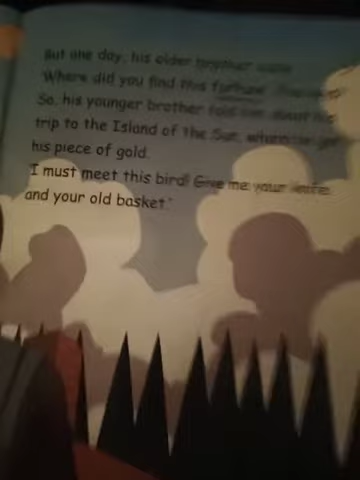 But one day, his older brother came
Where did you find this fortune
So, his younger brother told him about his
trip to the Island of the Sun, where he got
his piece of gold.
'I must meet this bird! Give me your knife
and your old basket.'